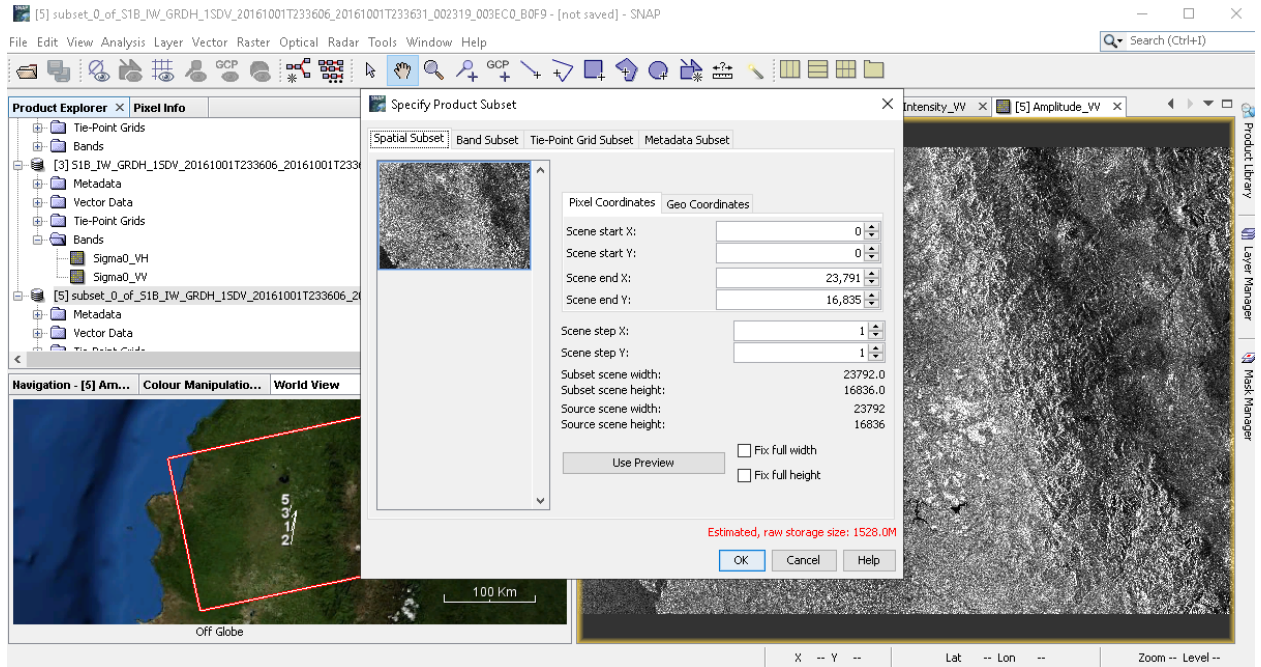 [5] subset_0_of_S1B_IW_GRDH_1SDV_20161001T233606_20161001T233631_002319_003EC0_B0F9 - [not saved] - SNAP
File Edit View Analysis Layer Vector Raster Optical Radar Tools Window Help
Search (Ctrl+I)
GCP
GCP
Product Explorer × Pixel Info
Tie-Point Grids
Bands
[3] S1B_IW_GRDH_1SDV_20161001T233606_20161001T233
Metadata
Vector Data
Tie-Point Grids
Bands
Sigma0_VH
Sigma0_VV
[5] subset_0_of_S1B_IW_GRDH_1SDV_20161001T233606_2
Metadata
Vector Data
Tie-Point Grids
Navigation - [5] Am... Colour Manipulatio... World View
5
3
1
2
100 Km
Off Globe
Specify Product Subset
Spatial Subset Band Subset Tie-Point Grid Subset Metadata Subset
Pixel Coordinates Geo Coordinates
Scene start X: 0
Scene start Y: 0
Scene end X: 23,791
Scene end Y: 16,835
Scene step X: 1
Scene step Y: 1
Subset scene width: 23792.0
Subset scene height: 16836.0
Source scene width: 23792
Source scene height: 16836
Use Preview
Fix full width
Fix full height
Estimated, raw storage size: 1528.0M
OK Cancel Help
Intensity_VV × [5] Amplitude_VV ×
Product Library
Layer Manager
Mask Manager
X -- Y -- Lat -- Lon -- Zoom -- Level --